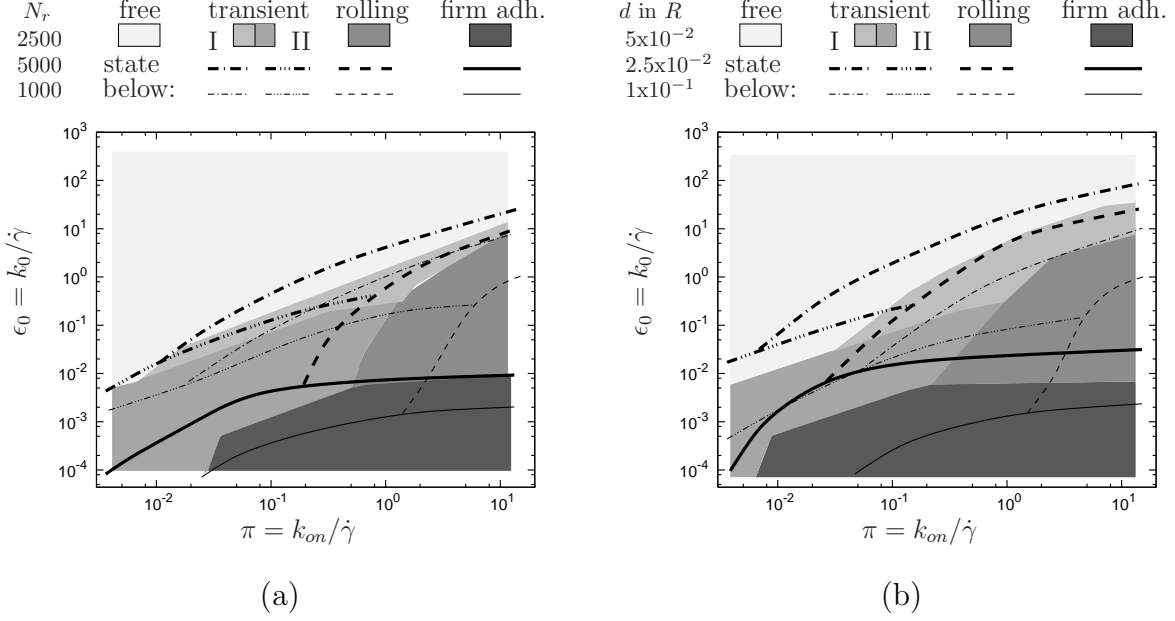 N_r free transient rolling firm adh.
2500 I II
5000 state
1000 below:
10^3
10^2
10^1
10^0
10^-1
10^-2
10^-3
10^-4
ϵ_0 = k_0/γ̇
10^-2 10^-1 10^0 10^1
π = k_on/γ̇
(a)
d in R free transient rolling firm adh.
5x10^-2 I II
2.5x10^-2 state
1x10^-1 below:
10^3
10^2
10^1
10^0
10^-1
10^-2
10^-3
10^-4
ϵ_0 = k_0/γ̇
10^-2 10^-1 10^0 10^1
π = k_on/γ̇
(b)